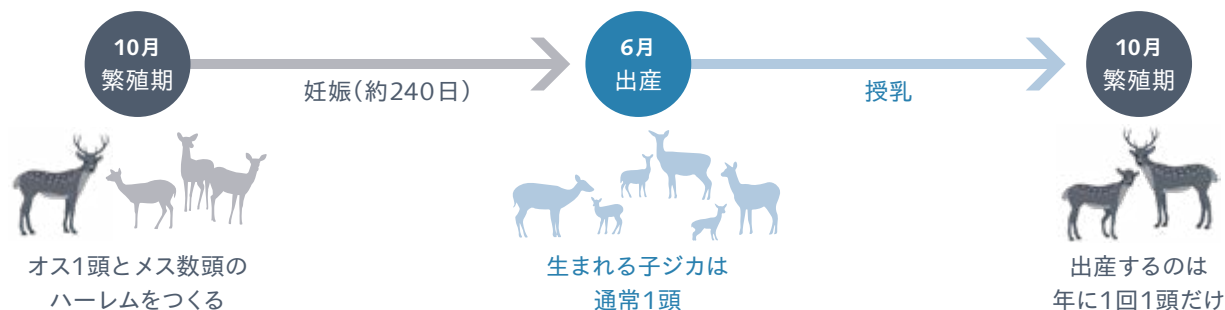 10月
繁殖期
妊娠(約240日)
6月
出産
授乳
10月
繁殖期
オス1頭とメス数頭の
ハーレムをつくる
生まれる子ジカは
通常1頭
出産するのは
年に1回1頭だけ